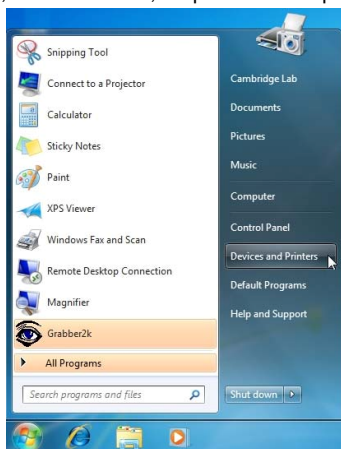 Snipping Tool
Connect to a Projector
Calculator
Sticky Notes
Paint
XPS Viewer
Windows Fax and Scan
Remote Desktop Connection
Magnifier
Grabber2k
All Programs
Search programs and files
Cambridge Lab
Documents
Pictures
Music
Computer
Control Panel
Devices and Printers
Default Programs
Help and Support
Shut down